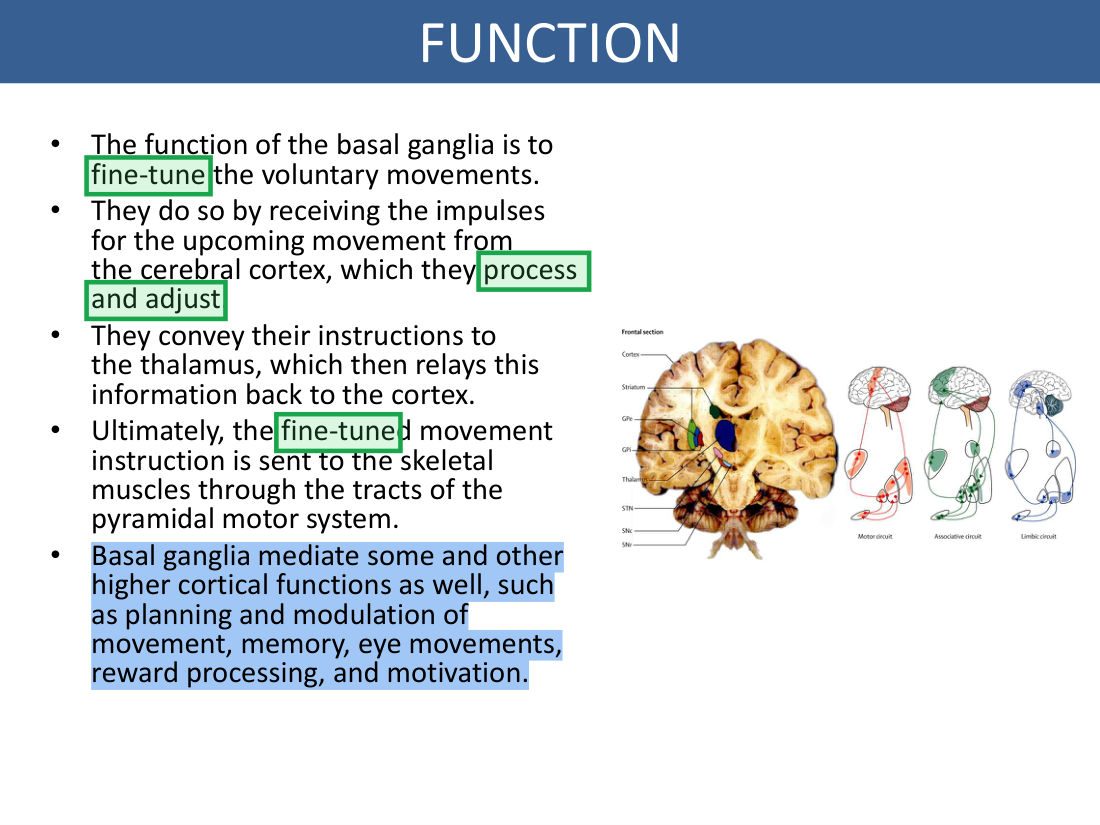 FUNCTION
• The function of the basal ganglia is to
fine-tune the voluntary movements.
• They do so by receiving the impulses
for the upcoming movement from
the cerebral cortex, which they process
and adjust
• They convey their instructions to
the thalamus, which then relays this
information back to the cortex.
• Ultimately, the fine-tuned movement
instruction is sent to the skeletal
muscles through the tracts of the
pyramidal motor system.
• Basal ganglia mediate some and other
higher cortical functions as well, such
as planning and modulation of
movement, memory, eye movements,
reward processing, and motivation.
Frontal section
Cortex
Striatum
GPe
GPi
Thalamus
STN
SNc
SNr
Motor circuit
Associative circuit
Limbic circuit